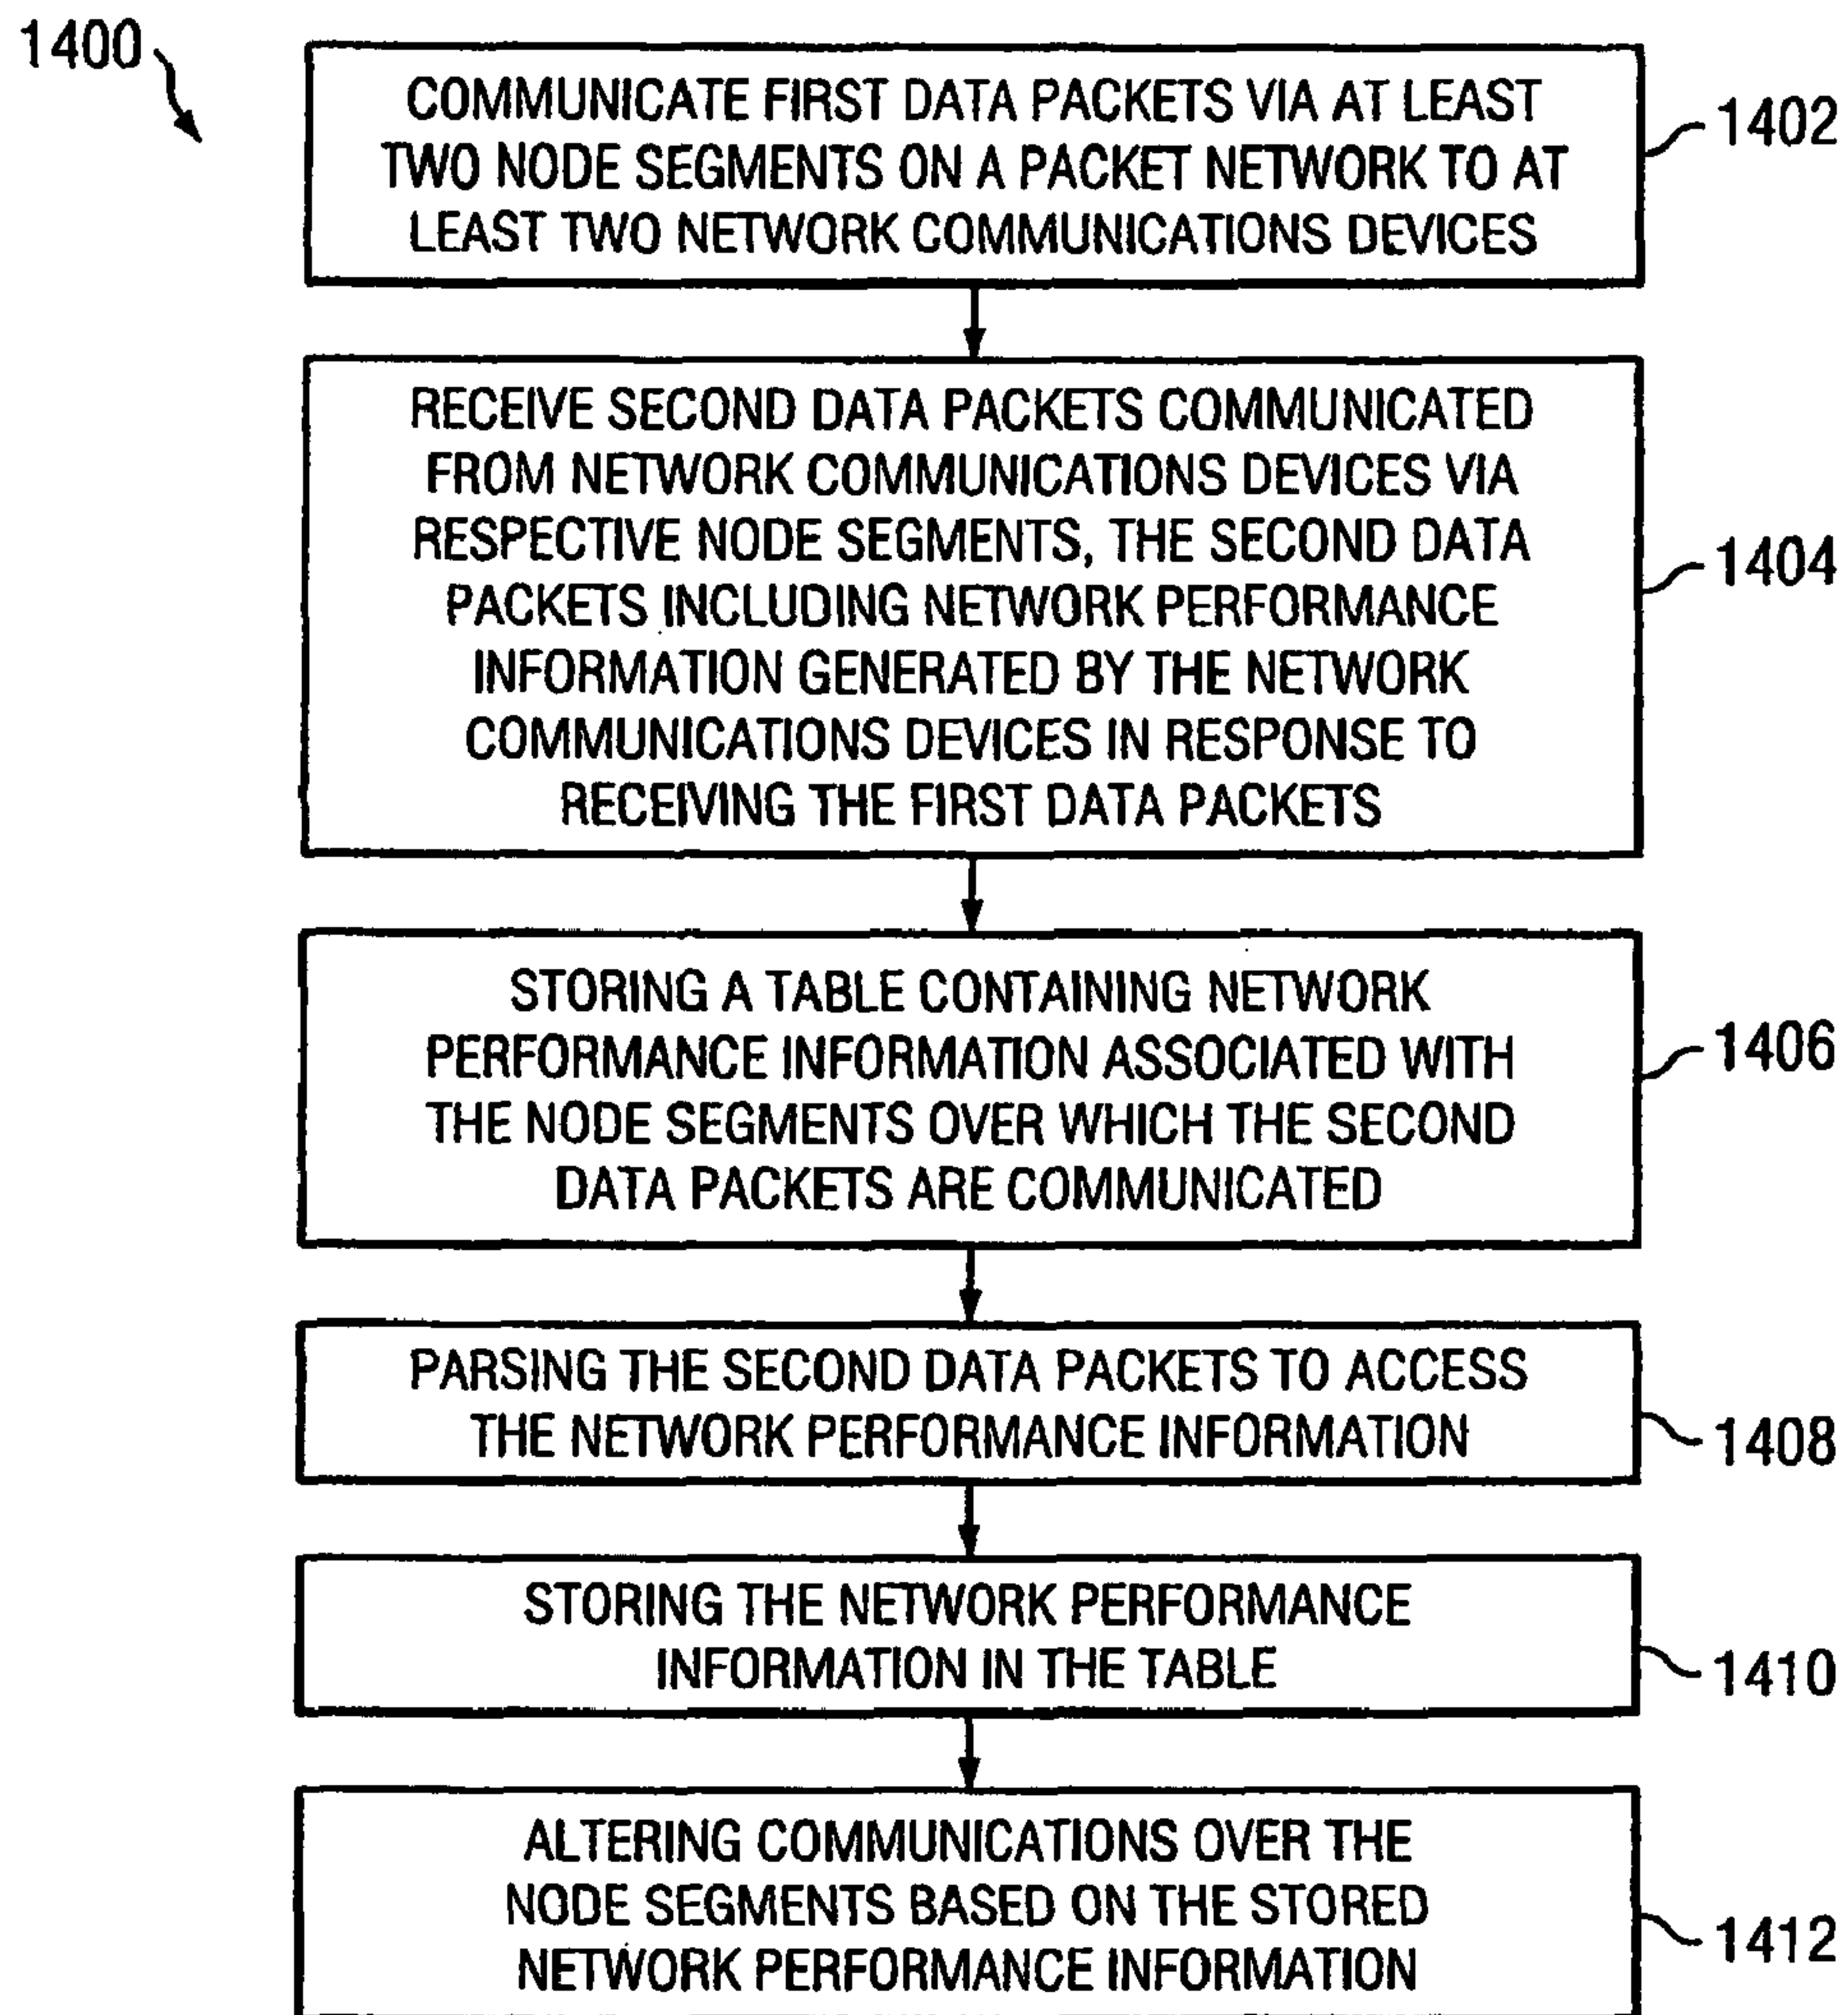 1400
COMMUNICATE FIRST DATA PACKETS VIA AT LEAST
TWO NODE SEGMENTS ON A PACKET NETWORK TO AT
LEAST TWO NETWORK COMMUNICATIONS DEVICES
1402
RECEIVE SECOND DATA PACKETS COMMUNICATED
FROM NETWORK COMMUNICATIONS DEVICES VIA
RESPECTIVE NODE SEGMENTS, THE SECOND DATA
PACKETS INCLUDING NETWORK PERFORMANCE
INFORMATION GENERATED BY THE NETWORK
COMMUNICATIONS DEVICES IN RESPONSE TO
RECEIVING THE FIRST DATA PACKETS
1404
STORING A TABLE CONTAINING NETWORK
PERFORMANCE INFORMATION ASSOCIATED WITH
THE NODE SEGMENTS OVER WHICH THE SECOND
DATA PACKETS ARE COMMUNICATED
1406
PARSING THE SECOND DATA PACKETS TO ACCESS
THE NETWORK PERFORMANCE INFORMATION
1408
STORING THE NETWORK PERFORMANCE
INFORMATION IN THE TABLE
1410
ALTERING COMMUNICATIONS OVER THE
NODE SEGMENTS BASED ON THE STORED
NETWORK PERFORMANCE INFORMATION
1412